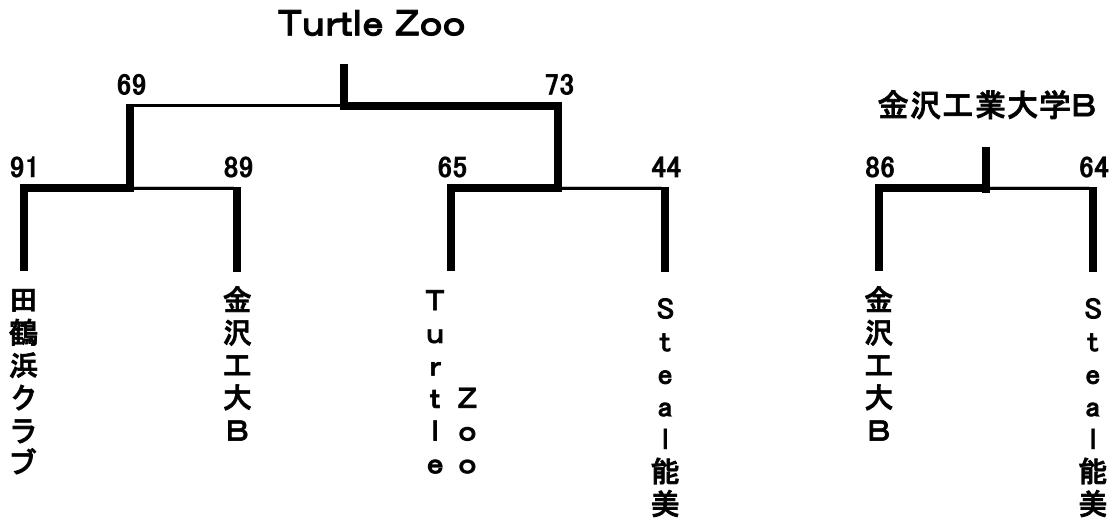 Turtle Zoo
69
73
金沢工業大学B
91
89
65
44
86
64
田鶴浜クラブ
金沢工大B
Turtle
Zoo
Steal能美
金沢工大B
Steal能美